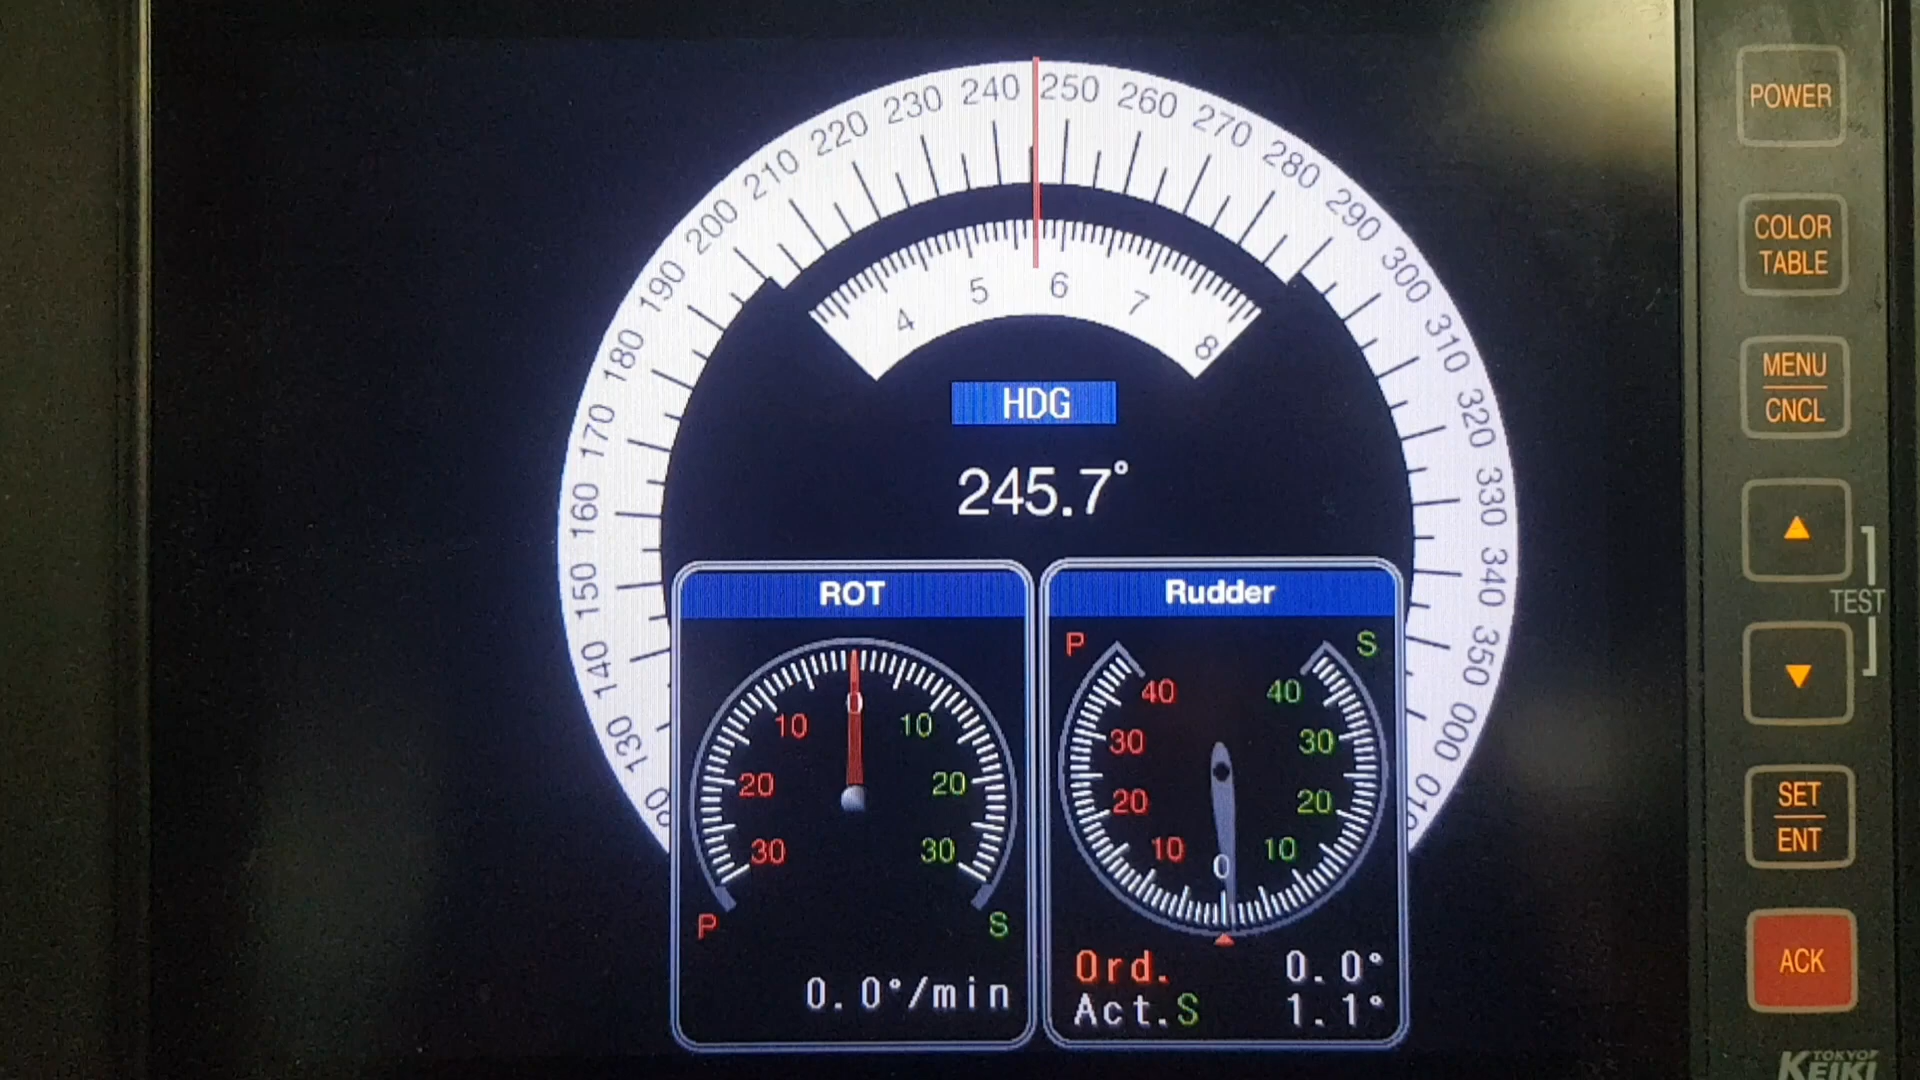 120 130 140 150 160 170 180 190 200 210 220 230 240 250 260 270 280 290 300 310 320 330 340 350 000 010
4 5 6 7 8
HDG
245.7°
ROT
0
10 10
20 20
30 30
P S
0.0°/min
Rudder
P S
40 40
30 30
20 20
10 10
0
Ord. 0.0°
Act.S 1.1°
POWER
COLOR
TABLE
MENU
CNCL
TEST
SET
ENT
ACK
TOKYO
KEIKI